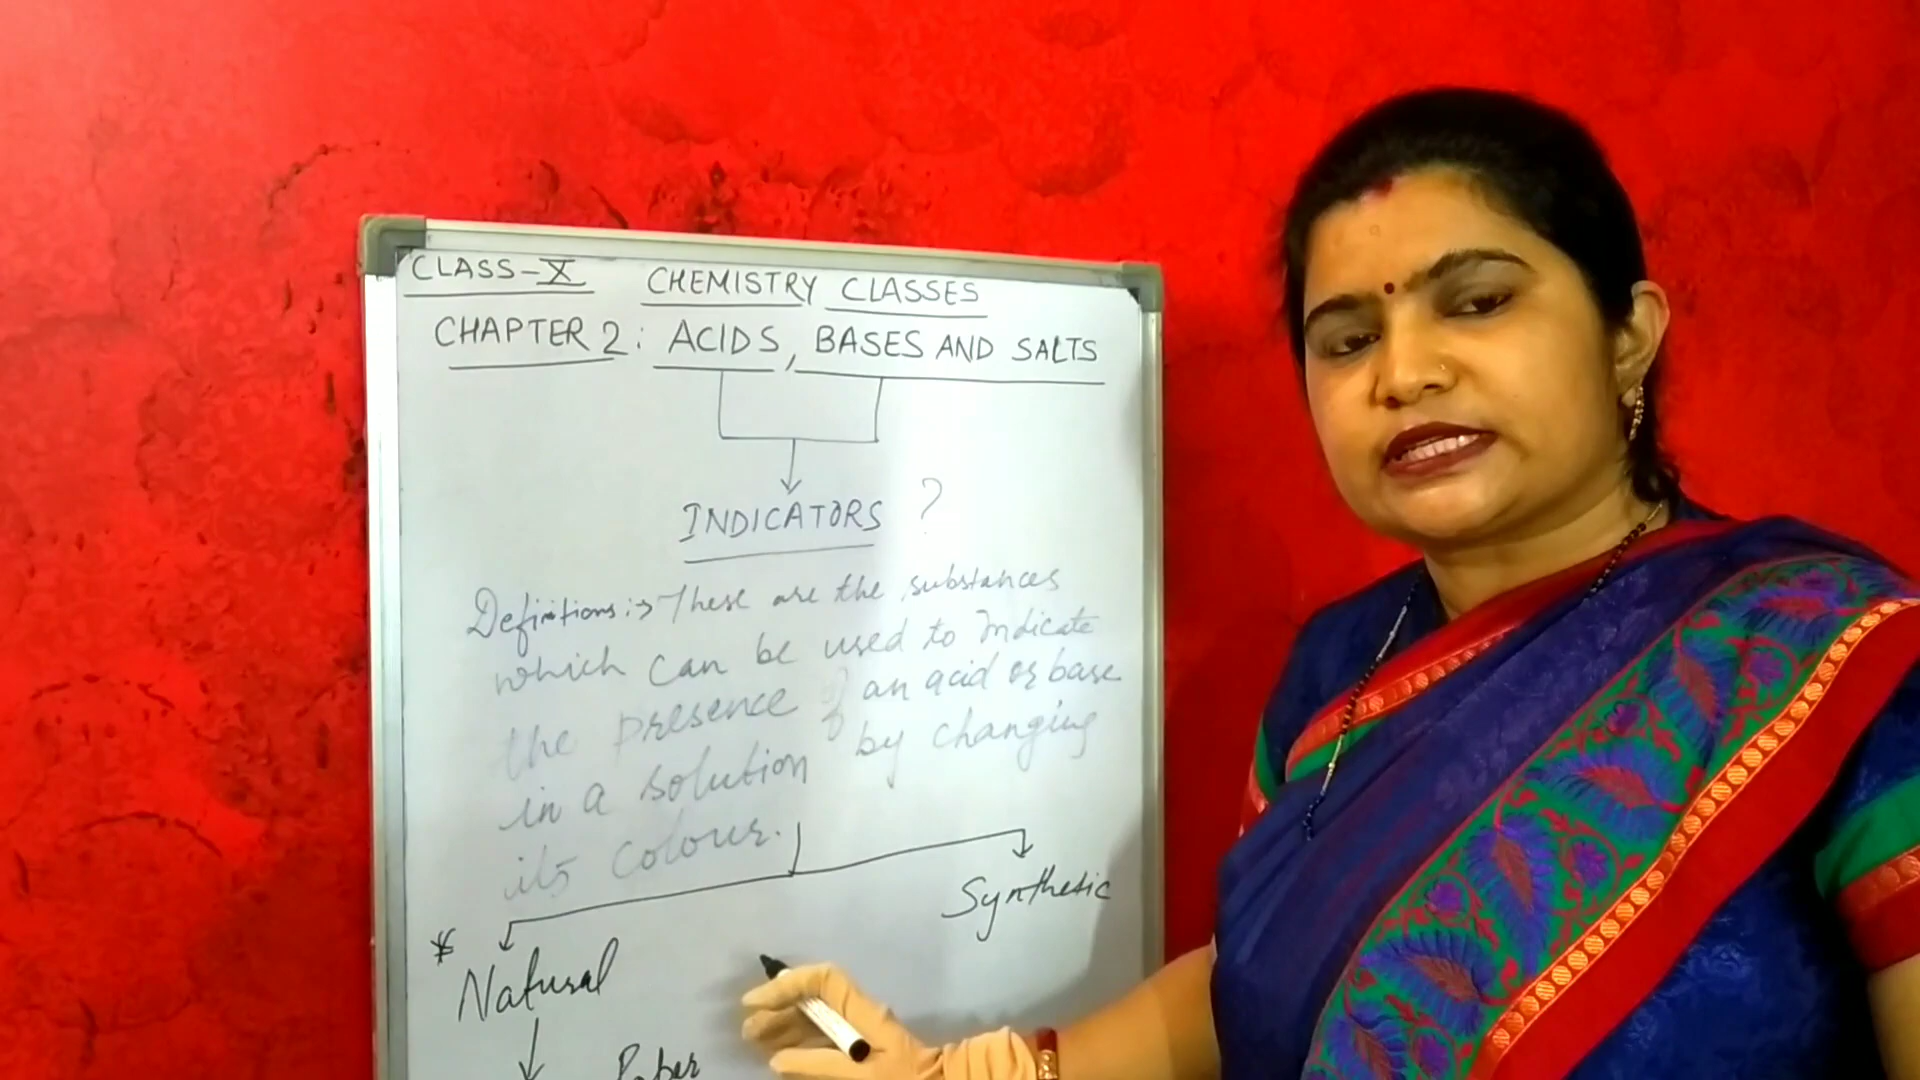 CLASS-X CHEMISTRY CLASSES
CHAPTER 2: ACIDS, BASES AND SALTS
INDICATORS ?
Definitions:→ These are the substances
which can be used to Indicate
the presence of an acid or base
in a solution by changing
its colour.
Synthetic
* Natural
Paper